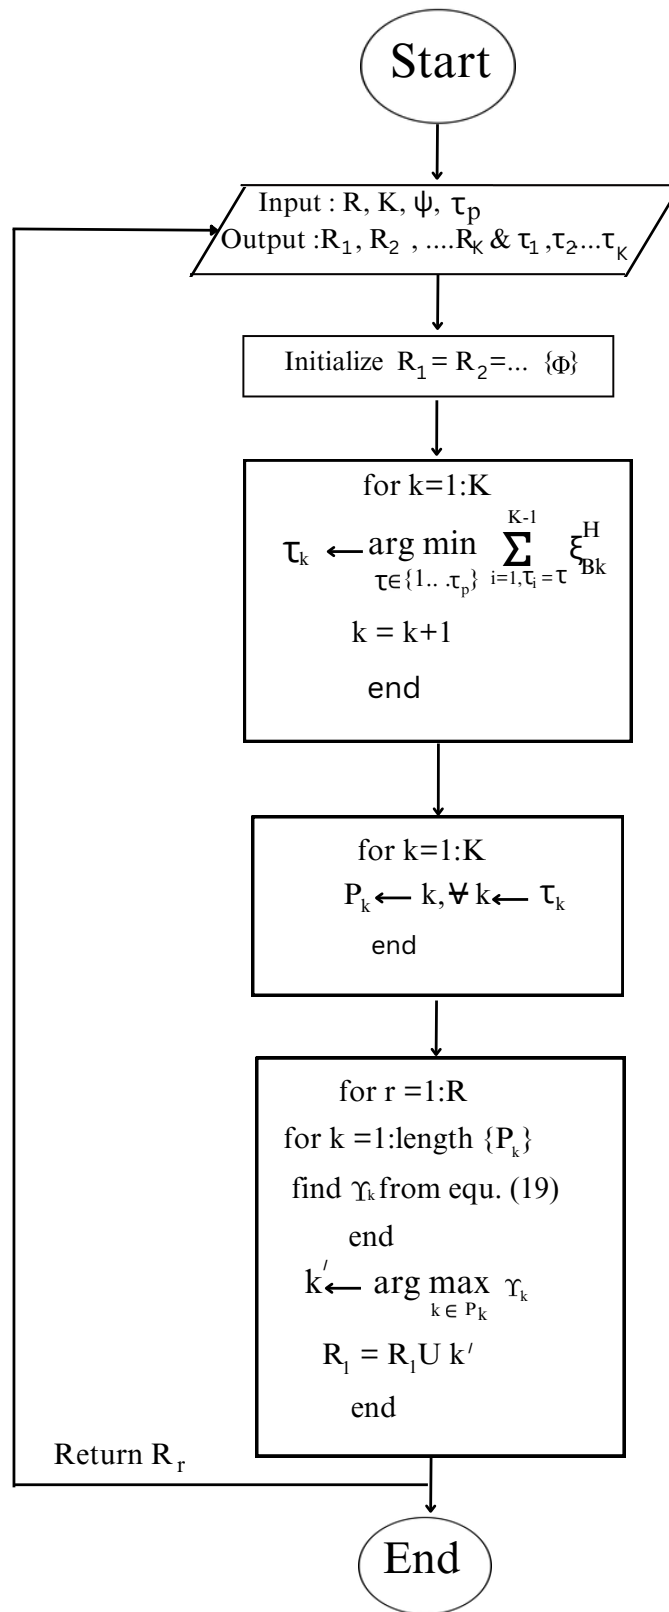 Start
Input : R, K, ψ, τp
Output :R1, R2 , ....RK & τ1 ,τ2....τK
Initialize R1 = R2 =... {Φ}
for k=1:K
τk ← arg min τ∈{1.. .τp} Σ K-1 i=1,τi = τ ξ H Bk
k = k+1
end
for k=1:K
Pk ← k, ∀ k ← τk
end
for r =1:R
for k =1:length {Pk}
find ϒk from equ. (19)
end
k′ ← arg max k ∈ Pk ϒk
Rl = Rl U k′
end
Return Rr
End